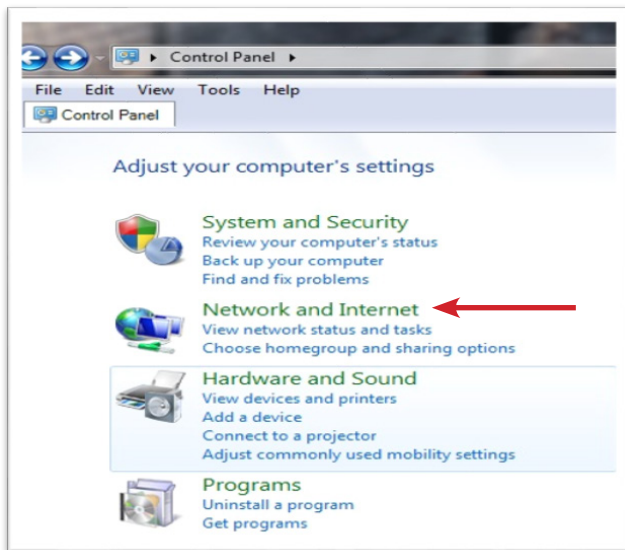 Control Panel
File Edit View Tools Help
Control Panel
Adjust your computer's settings
System and Security
Review your computer's status
Back up your computer
Find and fix problems
Network and Internet
View network status and tasks
Choose homegroup and sharing options
Hardware and Sound
View devices and printers
Add a device
Connect to a projector
Adjust commonly used mobility settings
Programs
Uninstall a program
Get programs